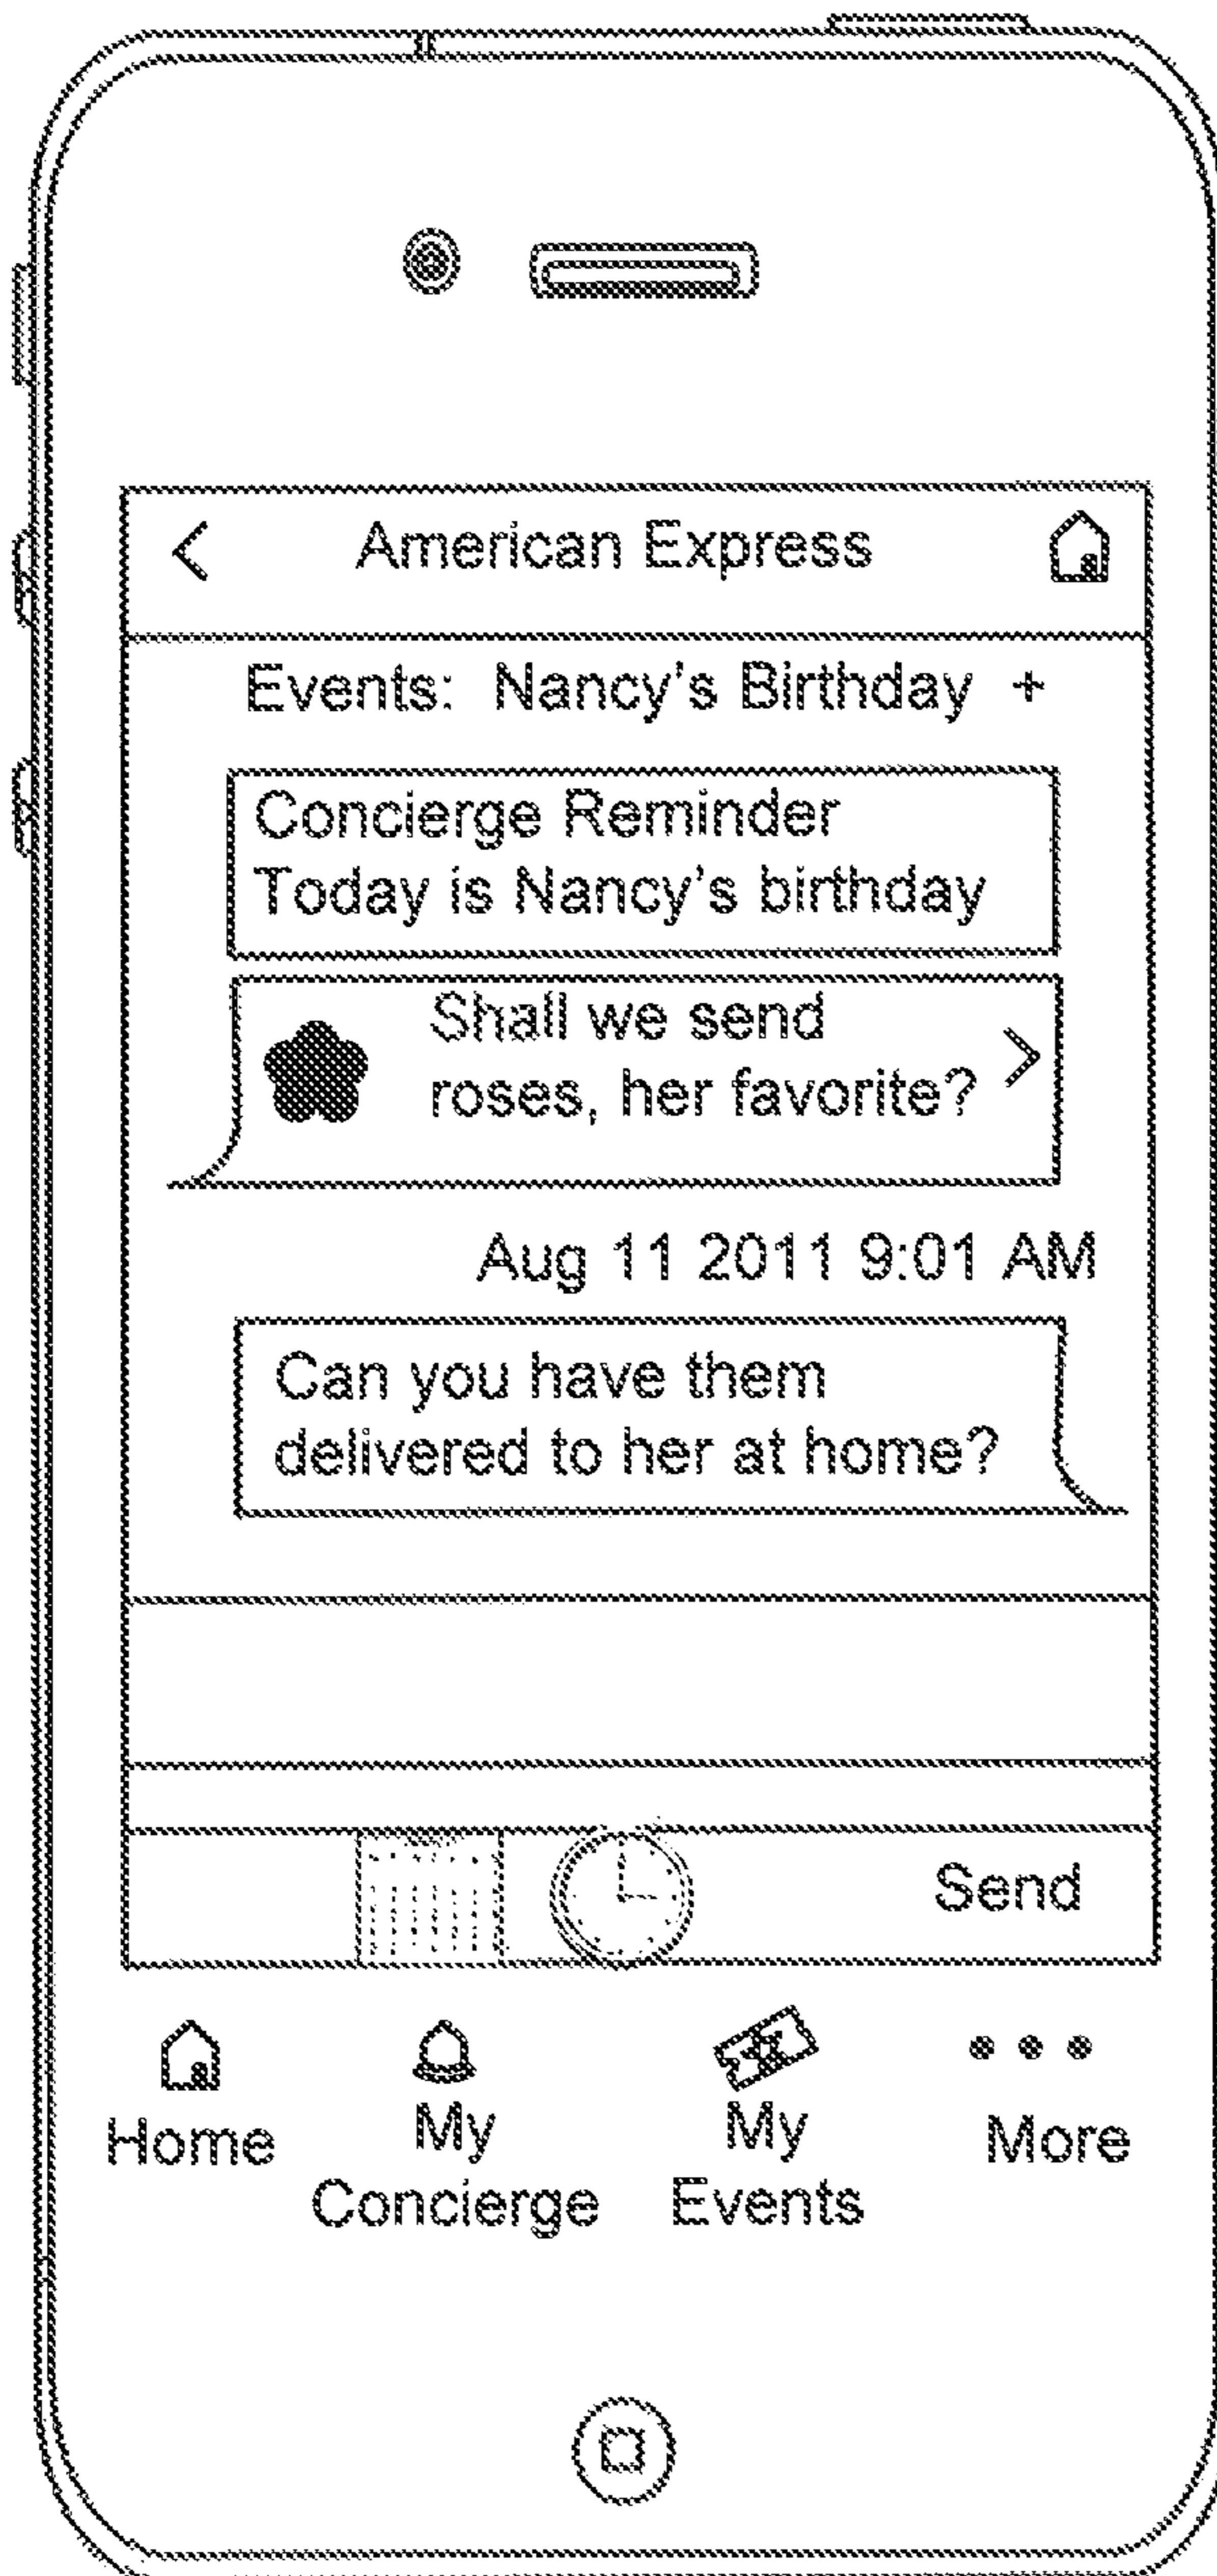 American Express
Events: Nancy's Birthday +
Concierge Reminder
Today is Nancy's birthday
Shall we send
roses, her favorite?
Aug 11 2011 9:01 AM
Can you have them
delivered to her at home?
Send
Home
My
Concierge
My
Events
More